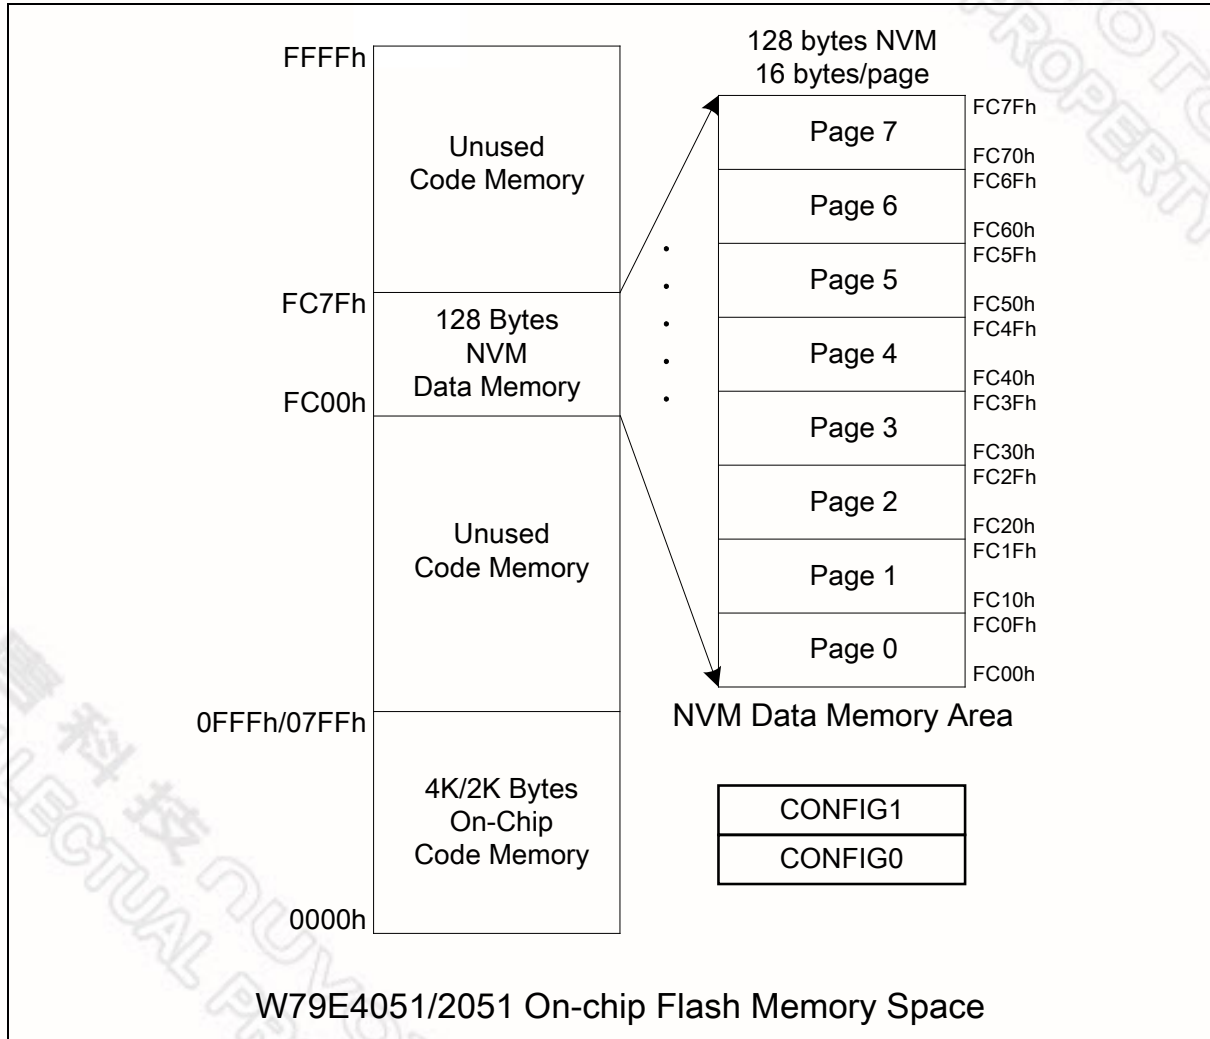 FFFFh
Unused
Code Memory
FC7Fh
128 Bytes
NVM
Data Memory
FC00h
Unused
Code Memory
0FFFh/07FFh
4K/2K Bytes
On-Chip
Code Memory
0000h
128 bytes NVM
16 bytes/page
FC7Fh
Page 7
FC70h
FC6Fh
Page 6
FC60h
FC5Fh
Page 5
FC50h
FC4Fh
Page 4
FC40h
FC3Fh
Page 3
FC30h
FC2Fh
Page 2
FC20h
FC1Fh
Page 1
FC10h
FC0Fh
Page 0
FC00h
NVM Data Memory Area
CONFIG1
CONFIG0
W79E4051/2051 On-chip Flash Memory Space